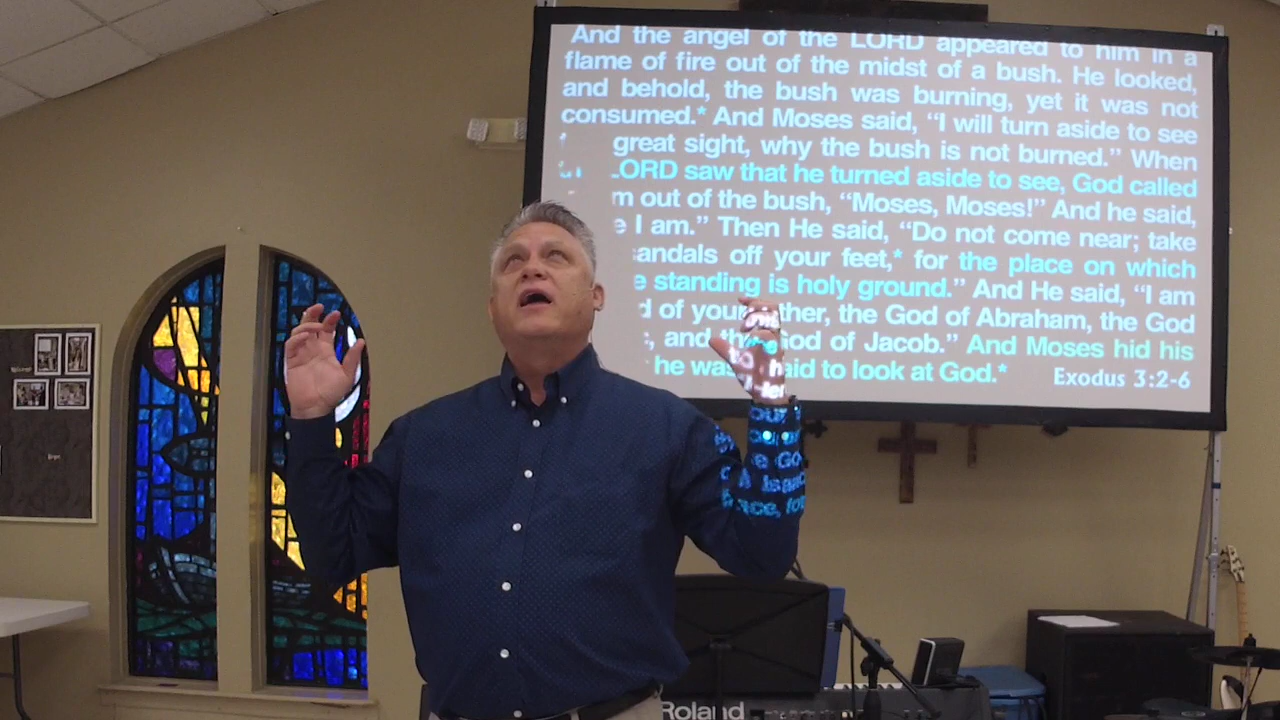 And the angel of the LORD appeared to him in a
flame of fire out of the midst of a bush. He looked,
and behold, the bush was burning, yet it was not
consumed.* And Moses said, “I will turn aside to see
great sight, why the bush is not burned.” When
LORD saw that he turned aside to see, God called
m out of the bush, “Moses, Moses!” And he said,
e I am.” Then He said, “Do not come near; take
andals off your feet,* for the place on which
e standing is holy ground.” And He said, “I am
d of your ther, the God of Abraham, the God
, and the God of Jacob.” And Moses hid his
he was aid to look at God.*
Exodus 3:2-6
Roland